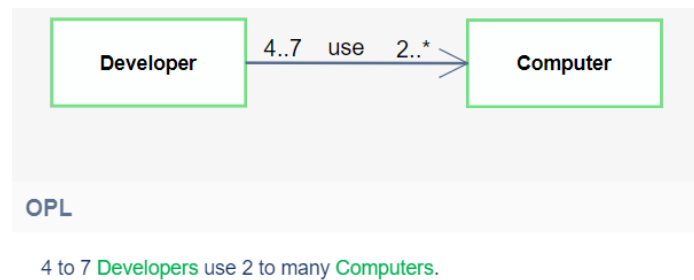 Developer 4..7 use 2..* Computer
OPL
4 to 7 Developers use 2 to many Computers.